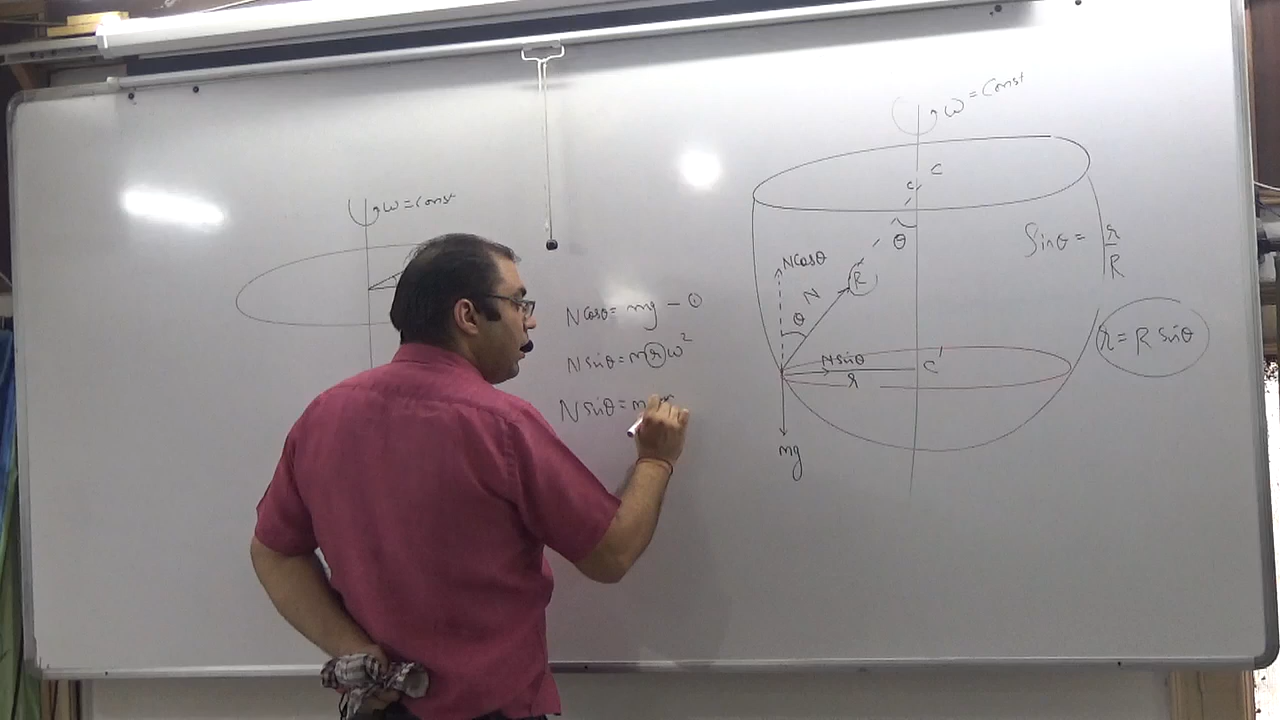 ω = Const
ω = Const
C
C
θ
Sinθ = r/R
N Cosθ
N
R
θ
r = R sinθ
N Cosθ = mg - ①
N sinθ = m r ω²
N sinθ = m
N sinθ
r
C'
mg